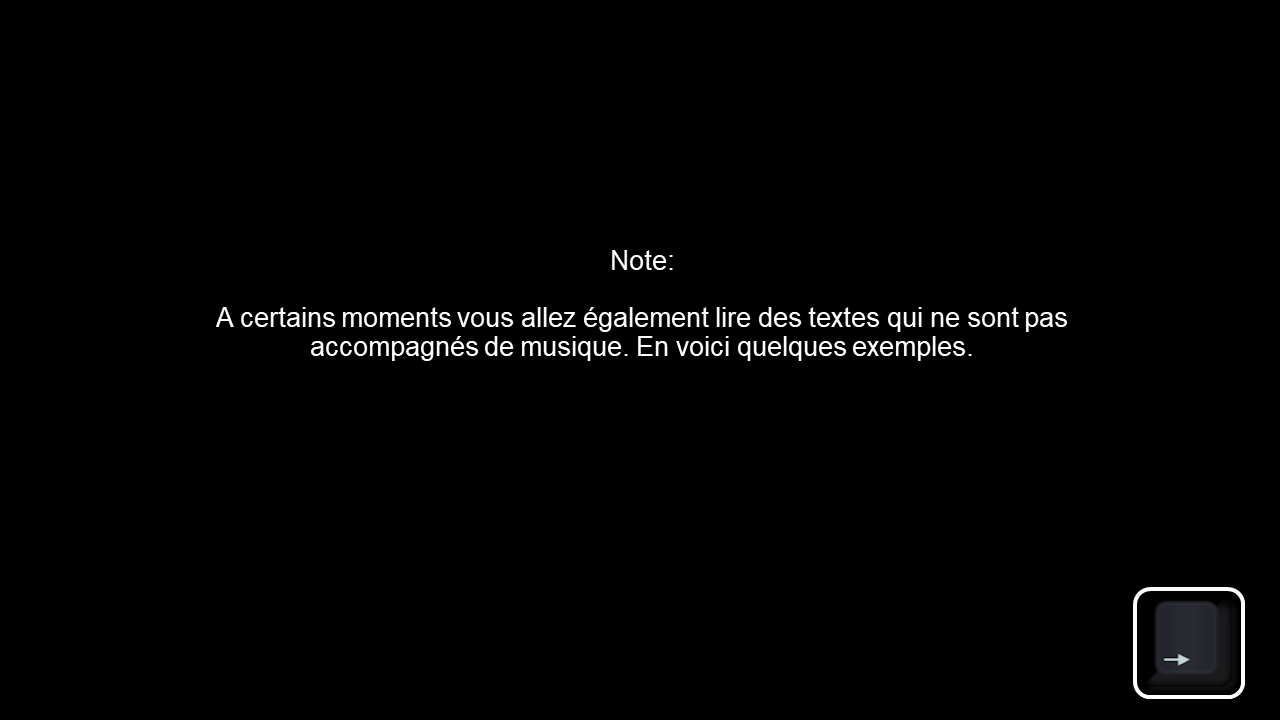 Note:
A certains moments vous allez également lire des textes qui ne sont pas
accompagnés de musique. En voici quelques exemples.